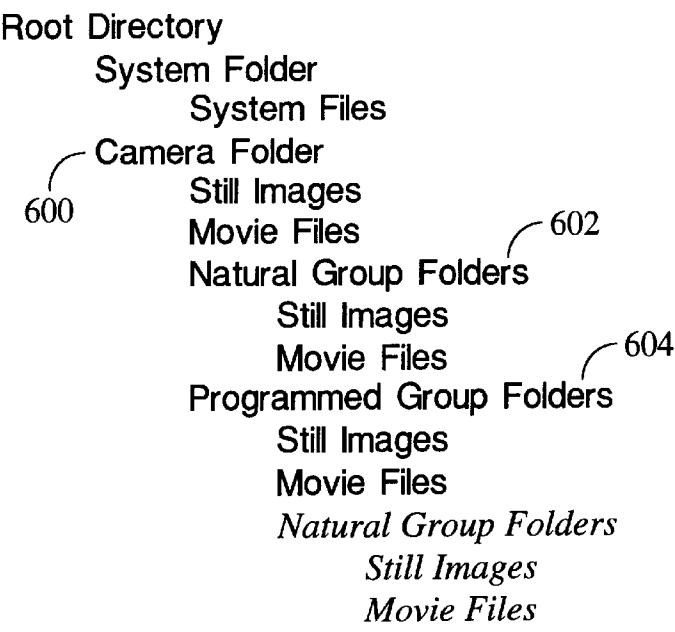 Root Directory
System Folder
System Files
Camera Folder
600
Still Images
Movie Files
602
Natural Group Folders
Still Images
Movie Files
604
Programmed Group Folders
Still Images
Movie Files
Natural Group Folders
Still Images
Movie Files